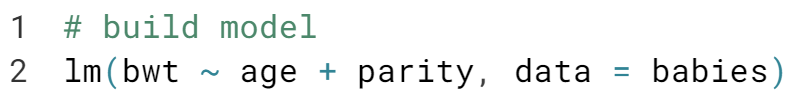 1 # build model
2 lm(bwt ~ age + parity, data = babies)